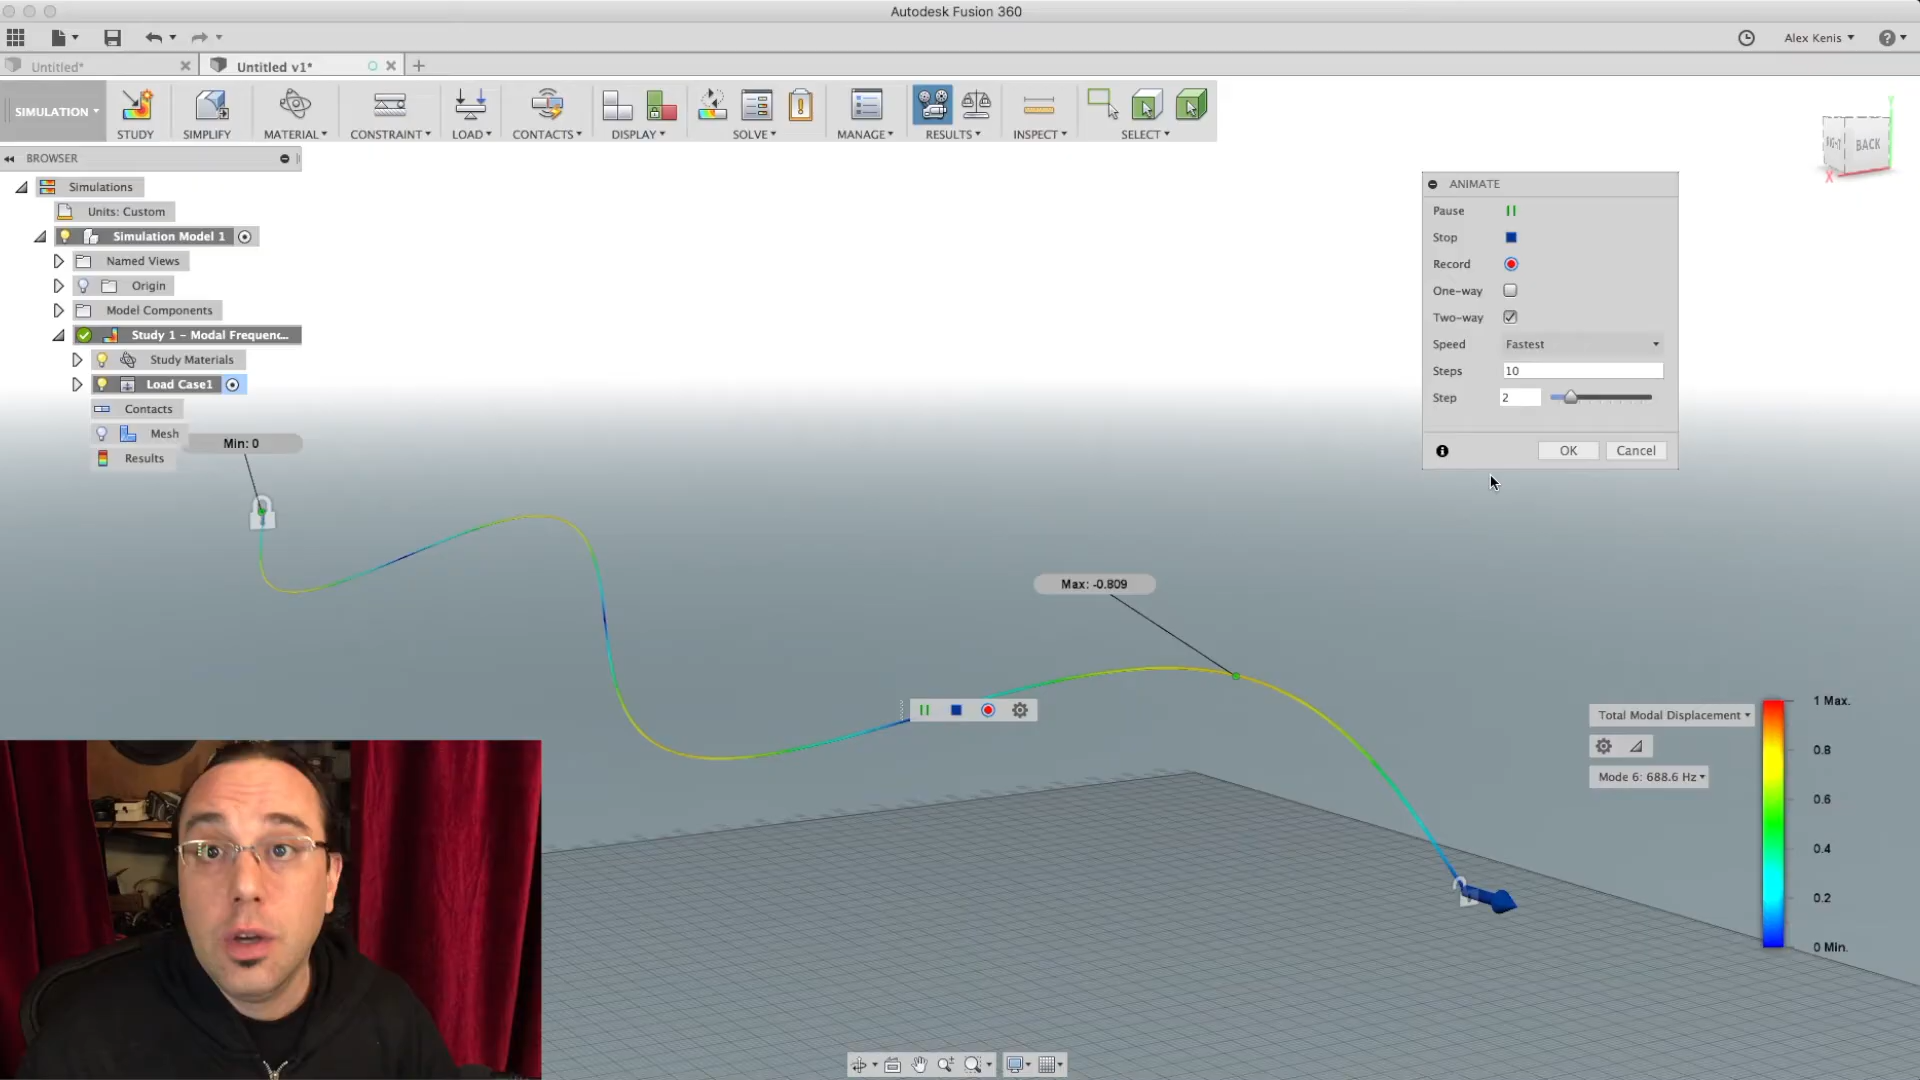 Autodesk Fusion 360
Alex Kenis
Untitled*
Untitled v1*
SIMULATION
STUDY
SIMPLIFY
MATERIAL
CONSTRAINT
LOAD
CONTACTS
DISPLAY
SOLVE
MANAGE
RESULTS
INSPECT
SELECT
BROWSER
Simulations
Units: Custom
Simulation Model 1
Named Views
Origin
Model Components
Study 1 - Modal Frequenc...
Study Materials
Load Case1
Contacts
Mesh
Results
Min: 0
Max: -0.809
RIGHT
BACK
Y
X
ANIMATE
Pause
Stop
Record
One-way
Two-way
Speed Fastest
Steps 10
Step 2
OK Cancel
Total Modal Displacement
Mode 6: 688.6 Hz
1 Max.
0.8
0.6
0.4
0.2
0 Min.